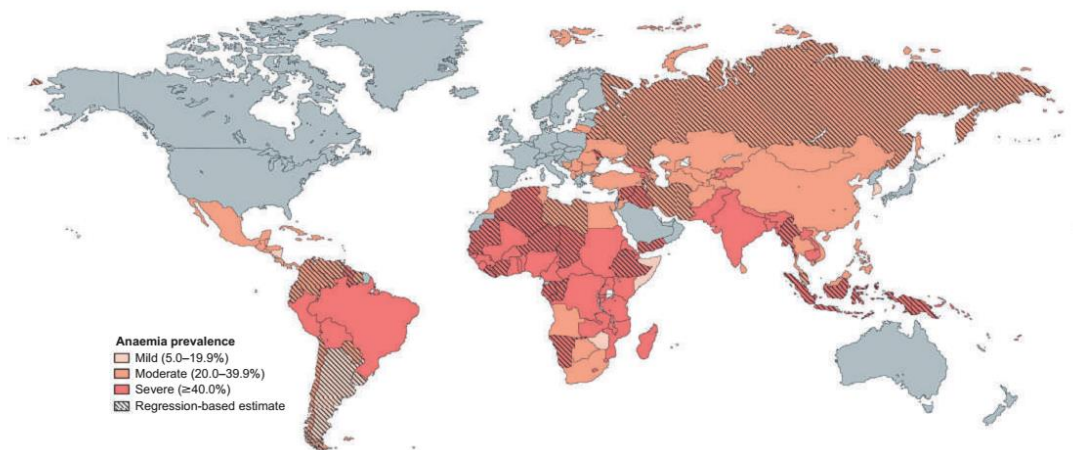 Anaemia prevalence
Mild (5.0–19.9%)
Moderate (20.0–39.9%)
Severe (≥40.0%)
Regression-based estimate